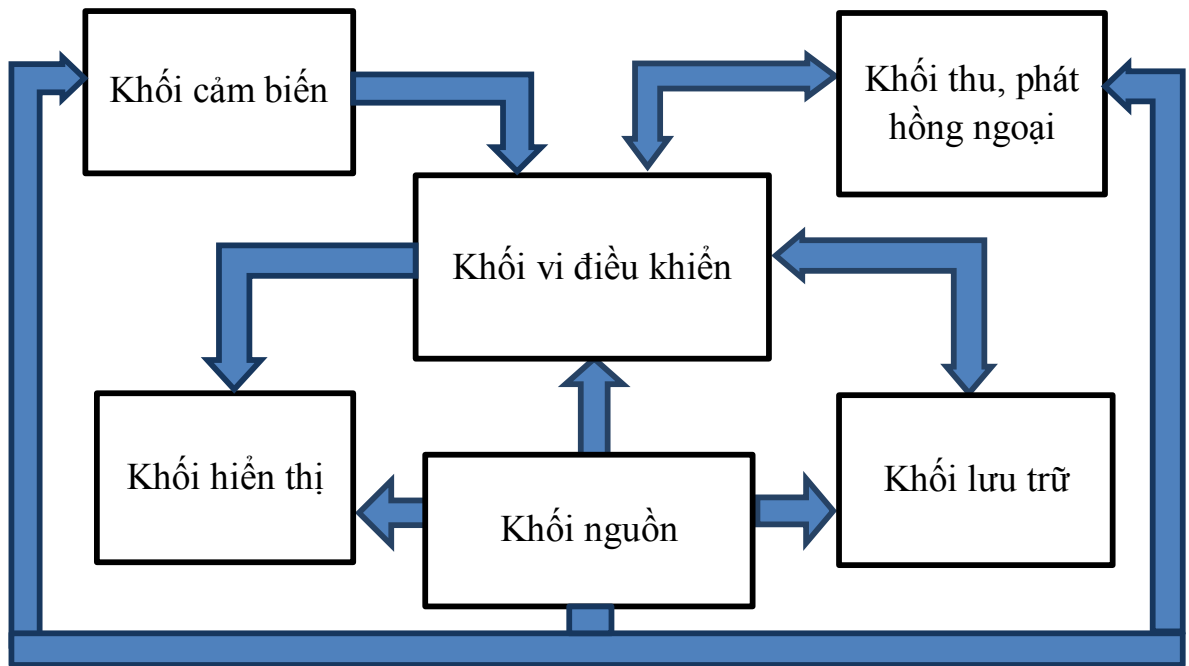 Khối cảm biến
Khối thu, phát
hồng ngoại
Khối vi điều khiển
Khối hiển thị
Khối nguồn
Khối lưu trữ